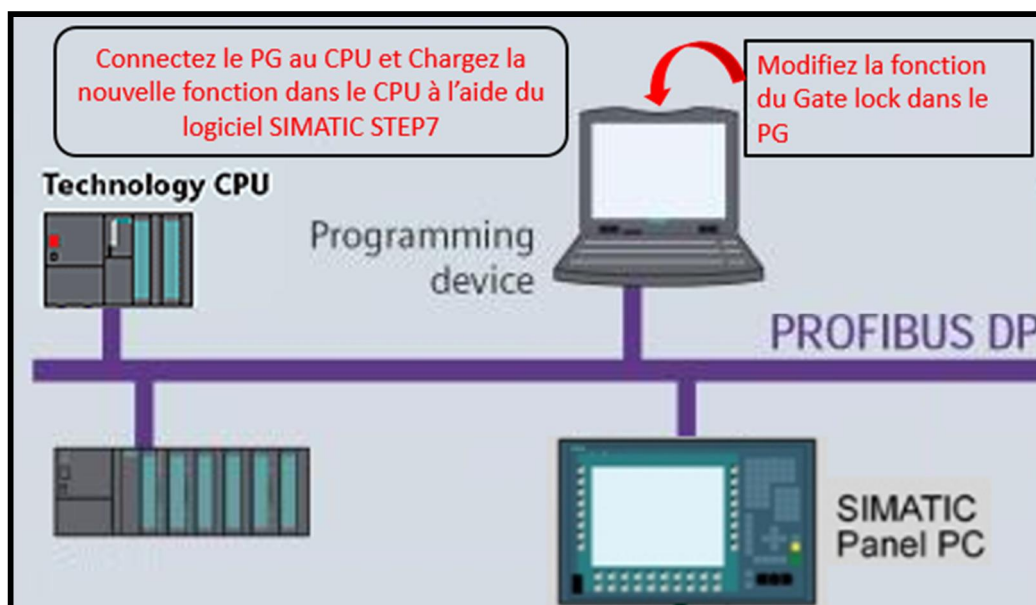 Connectez le PG au CPU et Chargez la
nouvelle fonction dans le CPU à l’aide du
logiciel SIMATIC STEP7
Modifiez la fonction
du Gate lock dans le
PG
Technology CPU
Programming
device
PROFIBUS DP
SIMATIC
Panel PC